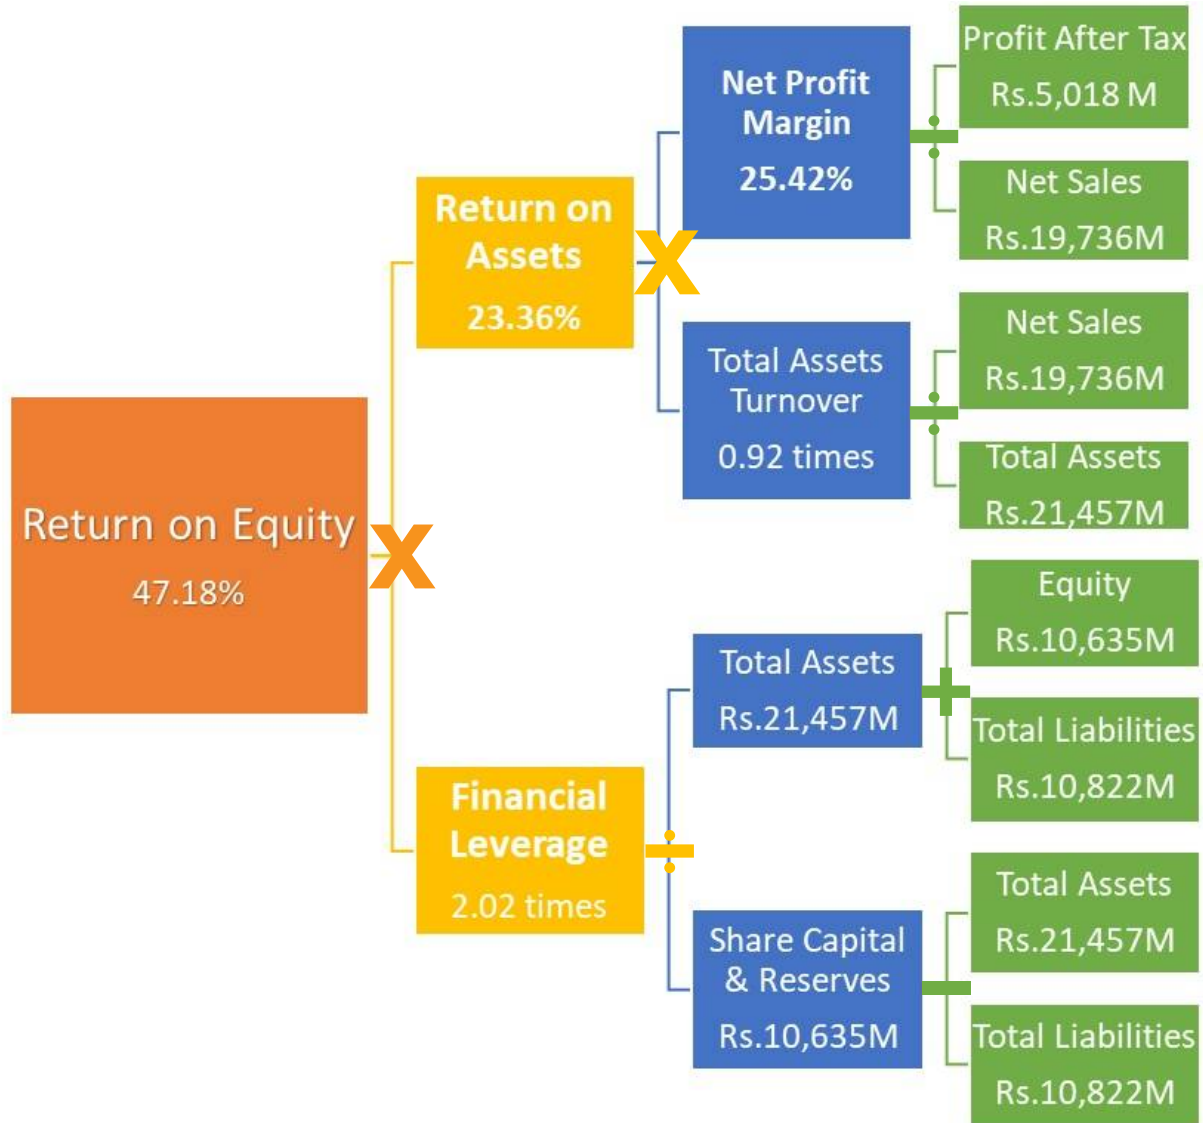 Return on Equity
47.18%
X
Return on
Assets
23.36%
X
Net Profit
Margin
25.42%
÷
Profit After Tax
Rs.5,018 M
Net Sales
Rs.19,736M
Total Assets
Turnover
0.92 times
÷
Net Sales
Rs.19,736M
Total Assets
Rs.21,457M
Financial
Leverage
2.02 times
÷
Total Assets
Rs.21,457M
+
Equity
Rs.10,635M
Total Liabilities
Rs.10,822M
Share Capital
& Reserves
Rs.10,635M
-
Total Assets
Rs.21,457M
Total Liabilities
Rs.10,822M